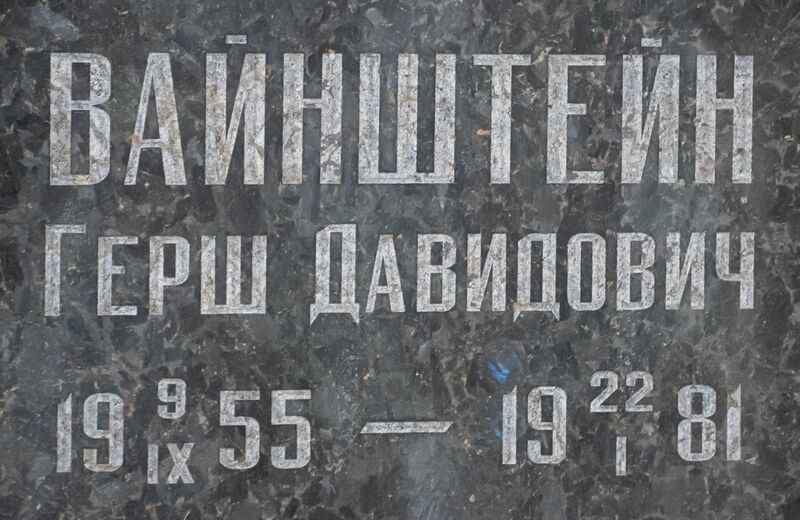 ВАЙНШТЕЙН
ГЕРШ ДАВИДОВИЧ
19 9/IX 55 — 19 22/I 81